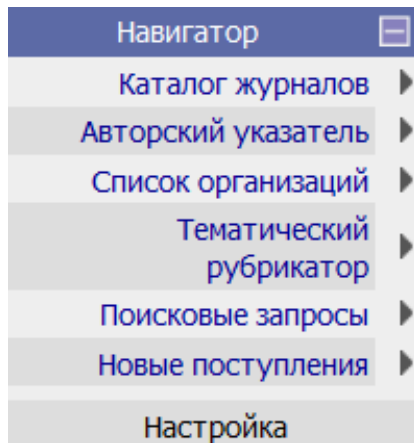 Навигатор
Каталог журналов
Авторский указатель
Список организаций
Тематический
рубрикатор
Поисковые запросы
Новые поступления
Настройка